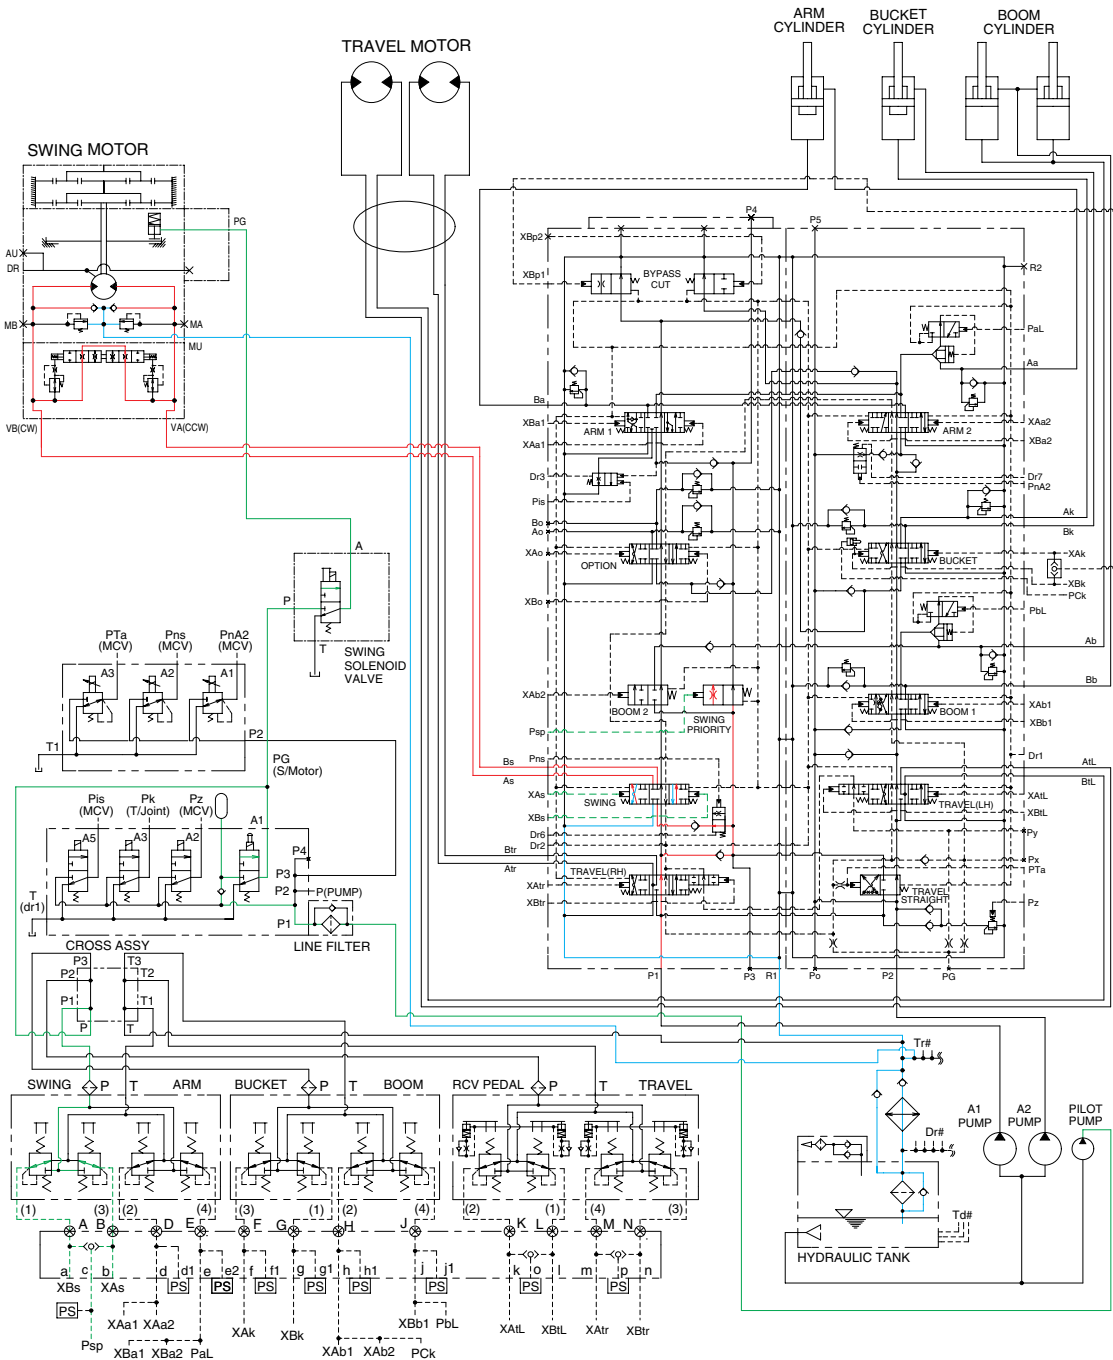 ARM
CYLINDER
BUCKET
CYLINDER
BOOM
CYLINDER
TRAVEL MOTOR
SWING MOTOR
PG
AU
DR
MB
MA
MU
VB(CW)
VA(CCW)
P4
P5
XBp2
XBp1
BYPASS
CUT
R2
PaL
Aa
Ba
XBa1
ARM 1
XAa1
ARM 2
XAa2
XBa2
Dr3
Pis
Dr7
PnA2
Bo
Ao
Ak
Bk
XAo
OPTION
XBo
BUCKET
XAk
XBk
PCk
PbL
Ab
Bb
XAb2
BOOM 2
SWING
PRIORITY
Psp
BOOM 1
XAb1
XBb1
Pns
Bs
As
Dr1
AtL
BtL
XAs
SWING
XBs
Dr6
Dr2
TRAVEL(LH)
XAtL
XBtL
Py
Btr
Atr
TRAVEL(RH)
XAtr
XBtr
Px
PTa
TRAVEL
STRAIGHT
Pz
P1
P3
R1
Po
P2
PG
A
P
T
SWING
SOLENOID
VALVE
PTa
(MCV)
Pns
(MCV)
PnA2
(MCV)
A3
A2
A1
T1
P2
PG
(S/Motor)
Pis
(MCV)
Pk
(T/Joint)
Pz
(MCV)
A1
A5
A3
A2
P4
P3
P2
P(PUMP)
P1
T
(dr1)
LINE FILTER
CROSS ASSY
P3
T3
P2
T2
P1
T1
P
T
SWING
P
T
ARM
BUCKET
P
T
BOOM
RCV PEDAL
P
T
TRAVEL
(1)
(3)
(2)
(4)
(3)
(1)
(2)
(4)
(2)
(1)
(4)
(3)
A
B
D
E
F
G
H
J
K
L
M
N
a
c
b
d
d1
e
e2
f
f1
g
g1
h
h1
j
j1
k
o
l
m
p
n
PS
PS
PS
PS
PS
PS
PS
XBs
XAs
PS
Psp
XAa1
XAa2
XBa1
XBa2
PaL
XAk
XBk
XAb1
XAb2
PCk
XBb1
PbL
XAtL
XBtL
XAtr
XBtr
Tr#
Dr#
Td#
A1
PUMP
A2
PUMP
PILOT
PUMP
HYDRAULIC TANK